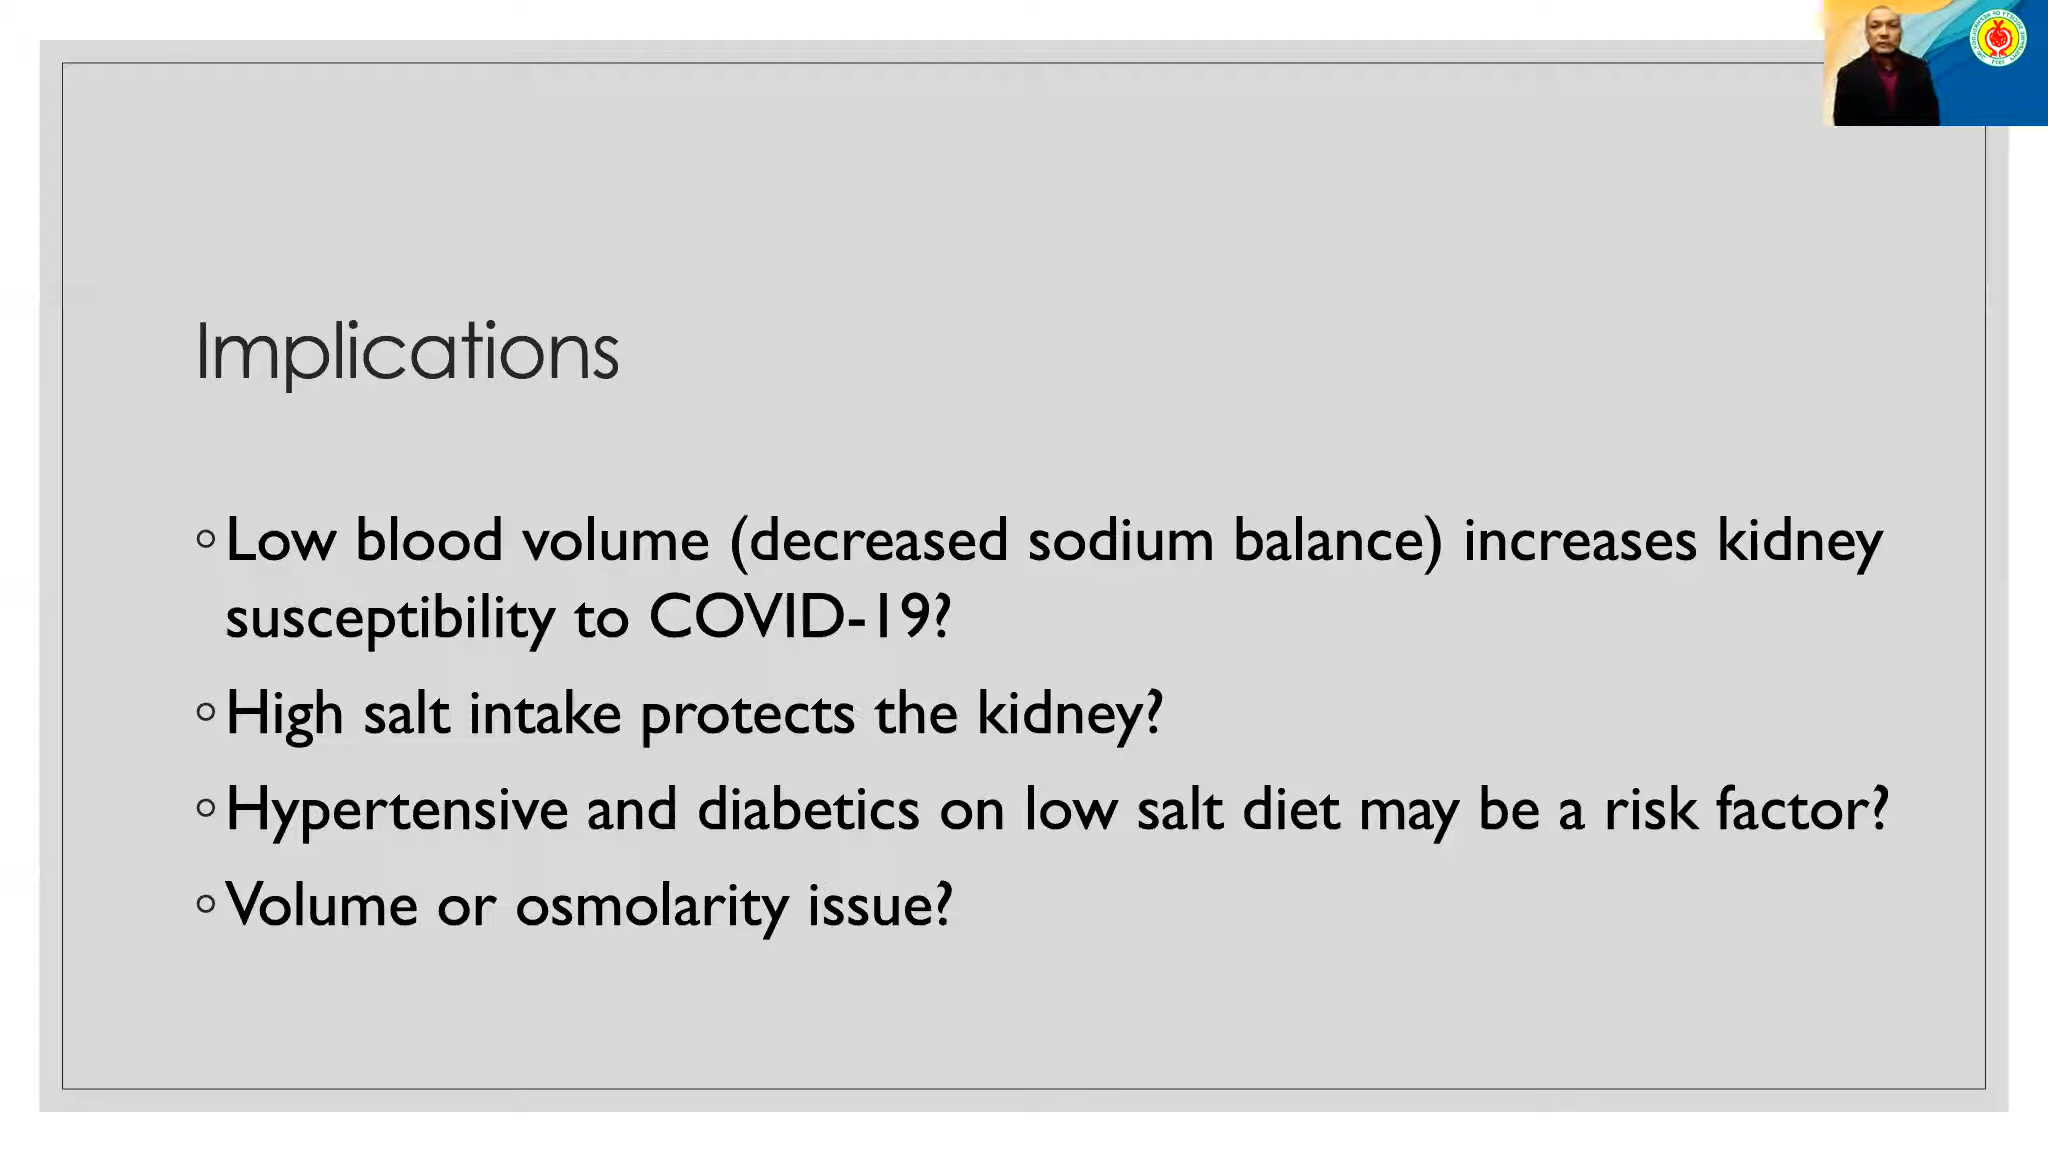 Implications
Low blood volume (decreased sodium balance) increases kidney
susceptibility to COVID-19?
High salt intake protects the kidney?
Hypertensive and diabetics on low salt diet may be a risk factor?
Volume or osmolarity issue?